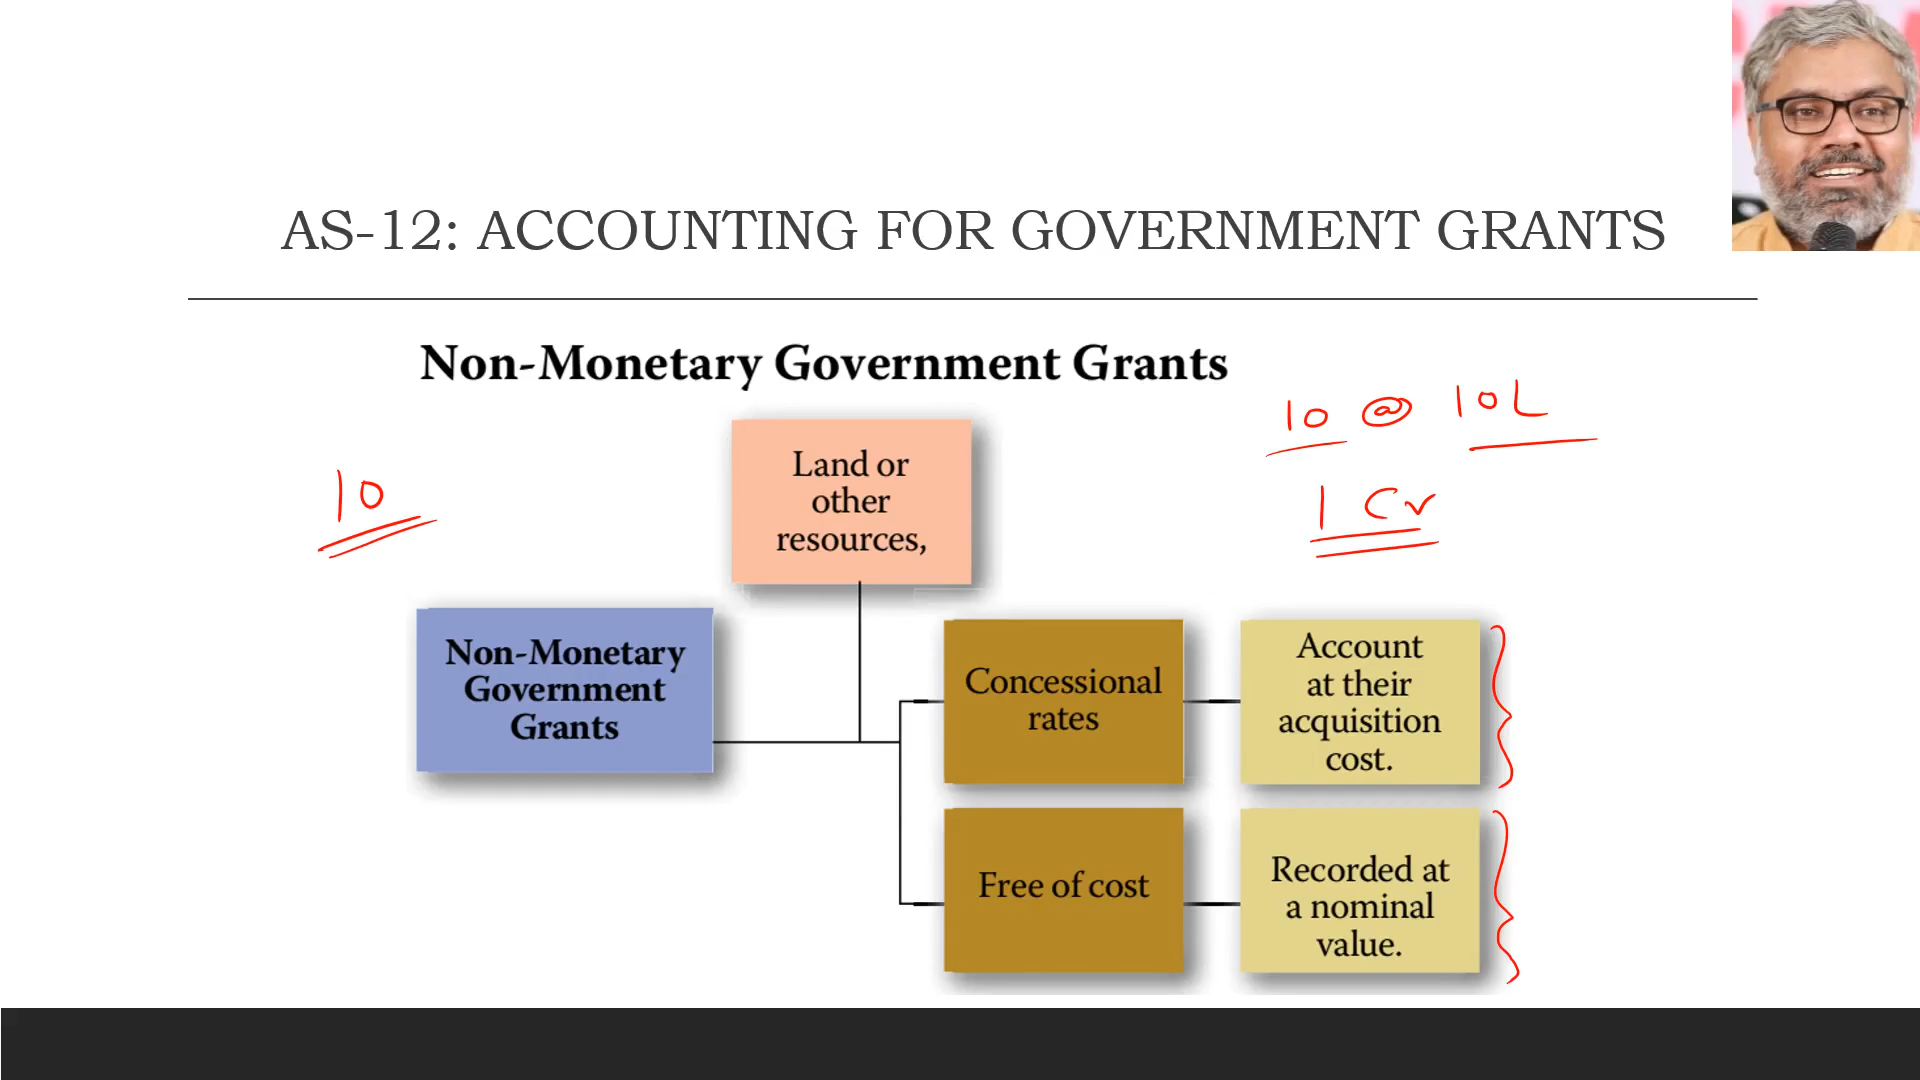 AS-12: ACCOUNTING FOR GOVERNMENT GRANTS
Non-Monetary Government Grants
10 @ 10L
1 Cr
10
Land or
other
resources,
Non-Monetary
Government
Grants
Concessional
rates
Account
at their
acquisition
cost.
Free of cost
Recorded at
a nominal
value.